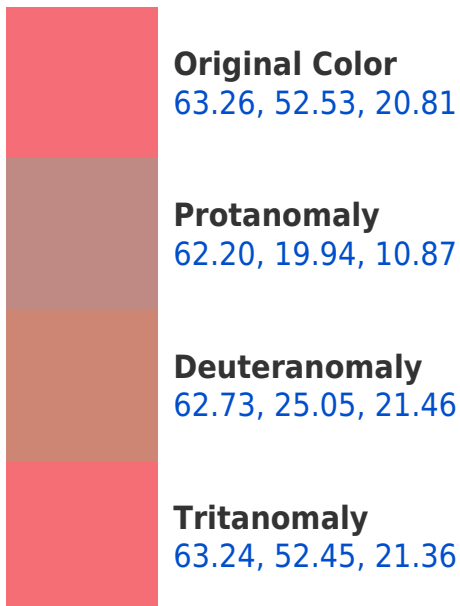 Original Color
63.26, 52.53, 20.81
Protanomaly
62.20, 19.94, 10.87
Deuteranomaly
62.73, 25.05, 21.46
Tritanomaly
63.24, 52.45, 21.36